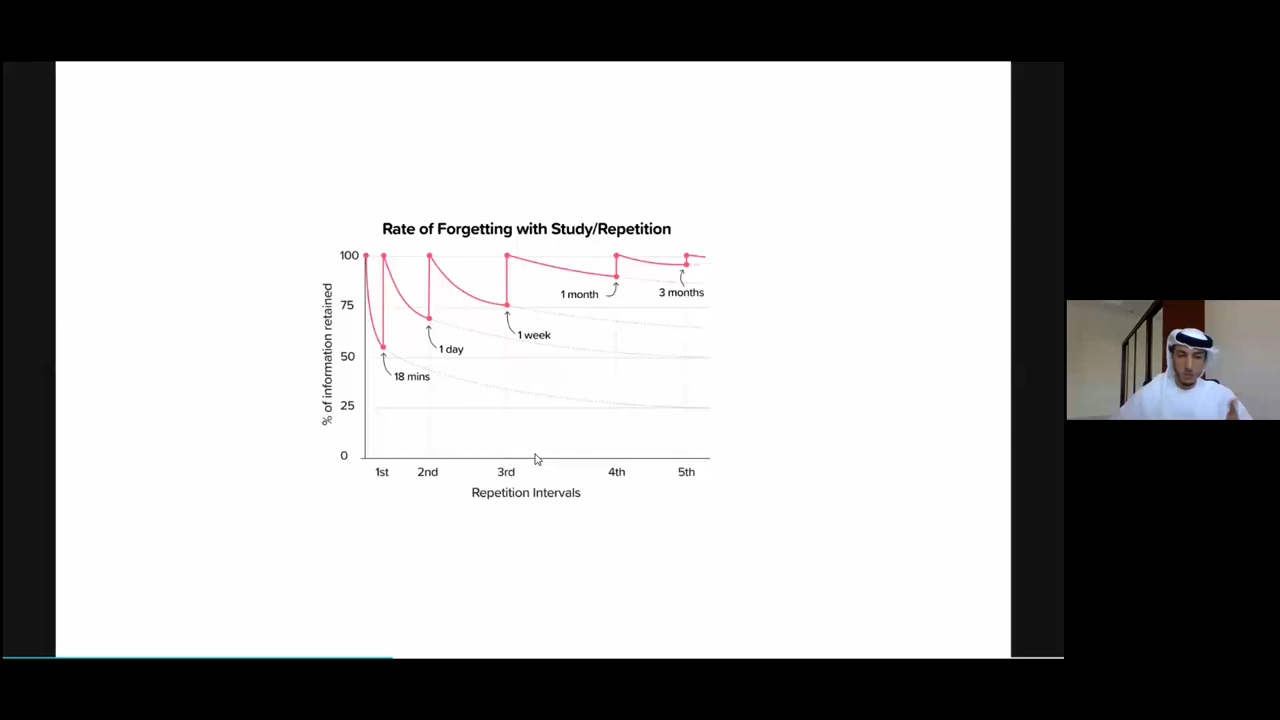 Rate of Forgetting with Study/Repetition
% of information retained
100
75
50
25
0
18 mins
1 day
1 week
1 month
3 months
1st 2nd 3rd 4th 5th
Repetition Intervals